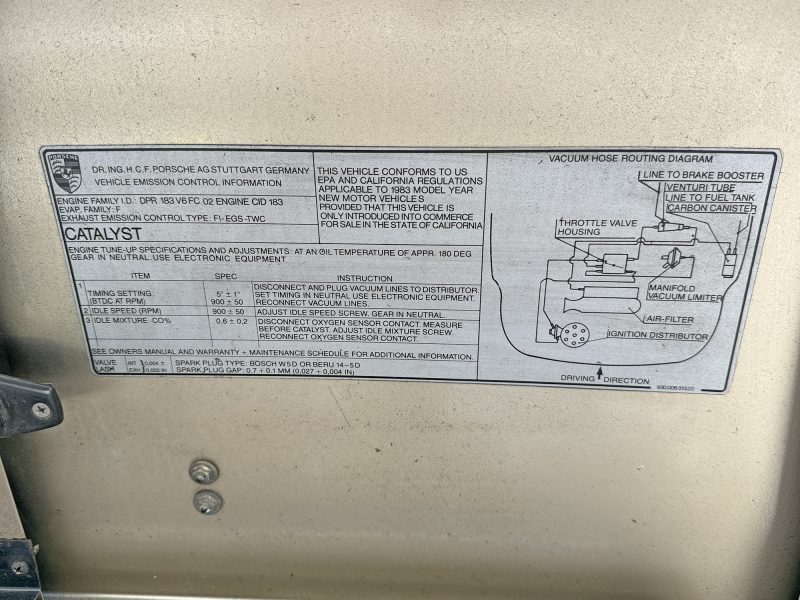 PORSCHE
DR. ING. H. C. F. PORSCHE AG STUTTGART GERMANY
VEHICLE EMISSION CONTROL INFORMATION
ENGINE FAMILY I.D.: DPR 183 V6 FC 02 ENGINE CID 183
EVAP. FAMILY: F
EXHAUST EMISSION CONTROL TYPE: FI-EGS-TWC
CATALYST
THIS VEHICLE CONFORMS TO US
EPA AND CALIFORNIA REGULATIONS
APPLICABLE TO 1983 MODEL YEAR
NEW MOTOR VEHICLES
PROVIDED THAT THIS VEHICLE IS
ONLY INTRODUCED INTO COMMERCE
FOR SALE IN THE STATE OF CALIFORNIA
ENGINE TUNE-UP SPECIFICATIONS AND ADJUSTMENTS: AT AN OIL TEMPERATURE OF APPR. 180 DEG
GEAR IN NEUTRAL. USE ELECTRONIC EQUIPMENT.
ITEM SPEC INSTRUCTION
1 TIMING SETTING 5° ± 1° DISCONNECT AND PLUG VACUUM LINES TO DISTRIBUTOR.
(BTDC AT RPM) 900 ± 50 SET TIMING IN NEUTRAL USE ELECTRONIC EQUIPMENT.
RECONNECT VACUUM LINES.
2 IDLE SPEED (RPM) 900 ± 50 ADJUST IDLE SPEED SCREW. GEAR IN NEUTRAL.
3 IDLE MIXTURE CO% 0,6 ± 0,2 DISCONNECT OXYGEN SENSOR CONTACT. MEASURE
BEFORE CATALYST. ADJUST IDLE MIXTURE SCREW.
RECONNECT OXYGEN SENSOR CONTACT.
SEE OWNERS MANUAL AND WARRANTY + MAINTENANCE SCHEDULE FOR ADDITIONAL INFORMATION.
VALVE INT 0,004 ± SPARK PLUG TYPE: BOSCH W5D OR BERU 14-5D
LASH EXH 0,002 IN SPARK PLUG GAP: 0.7 + 0.1 MM (0,027 + 0,004 IN)
VACUUM HOSE ROUTING DIAGRAM
LINE TO BRAKE BOOSTER
VENTURI TUBE
LINE TO FUEL TANK
CARBON CANISTER
THROTTLE VALVE
HOUSING
MANIFOLD
VACUUM LIMITER
AIR-FILTER
IGNITION DISTRIBUTOR
DRIVING DIRECTION